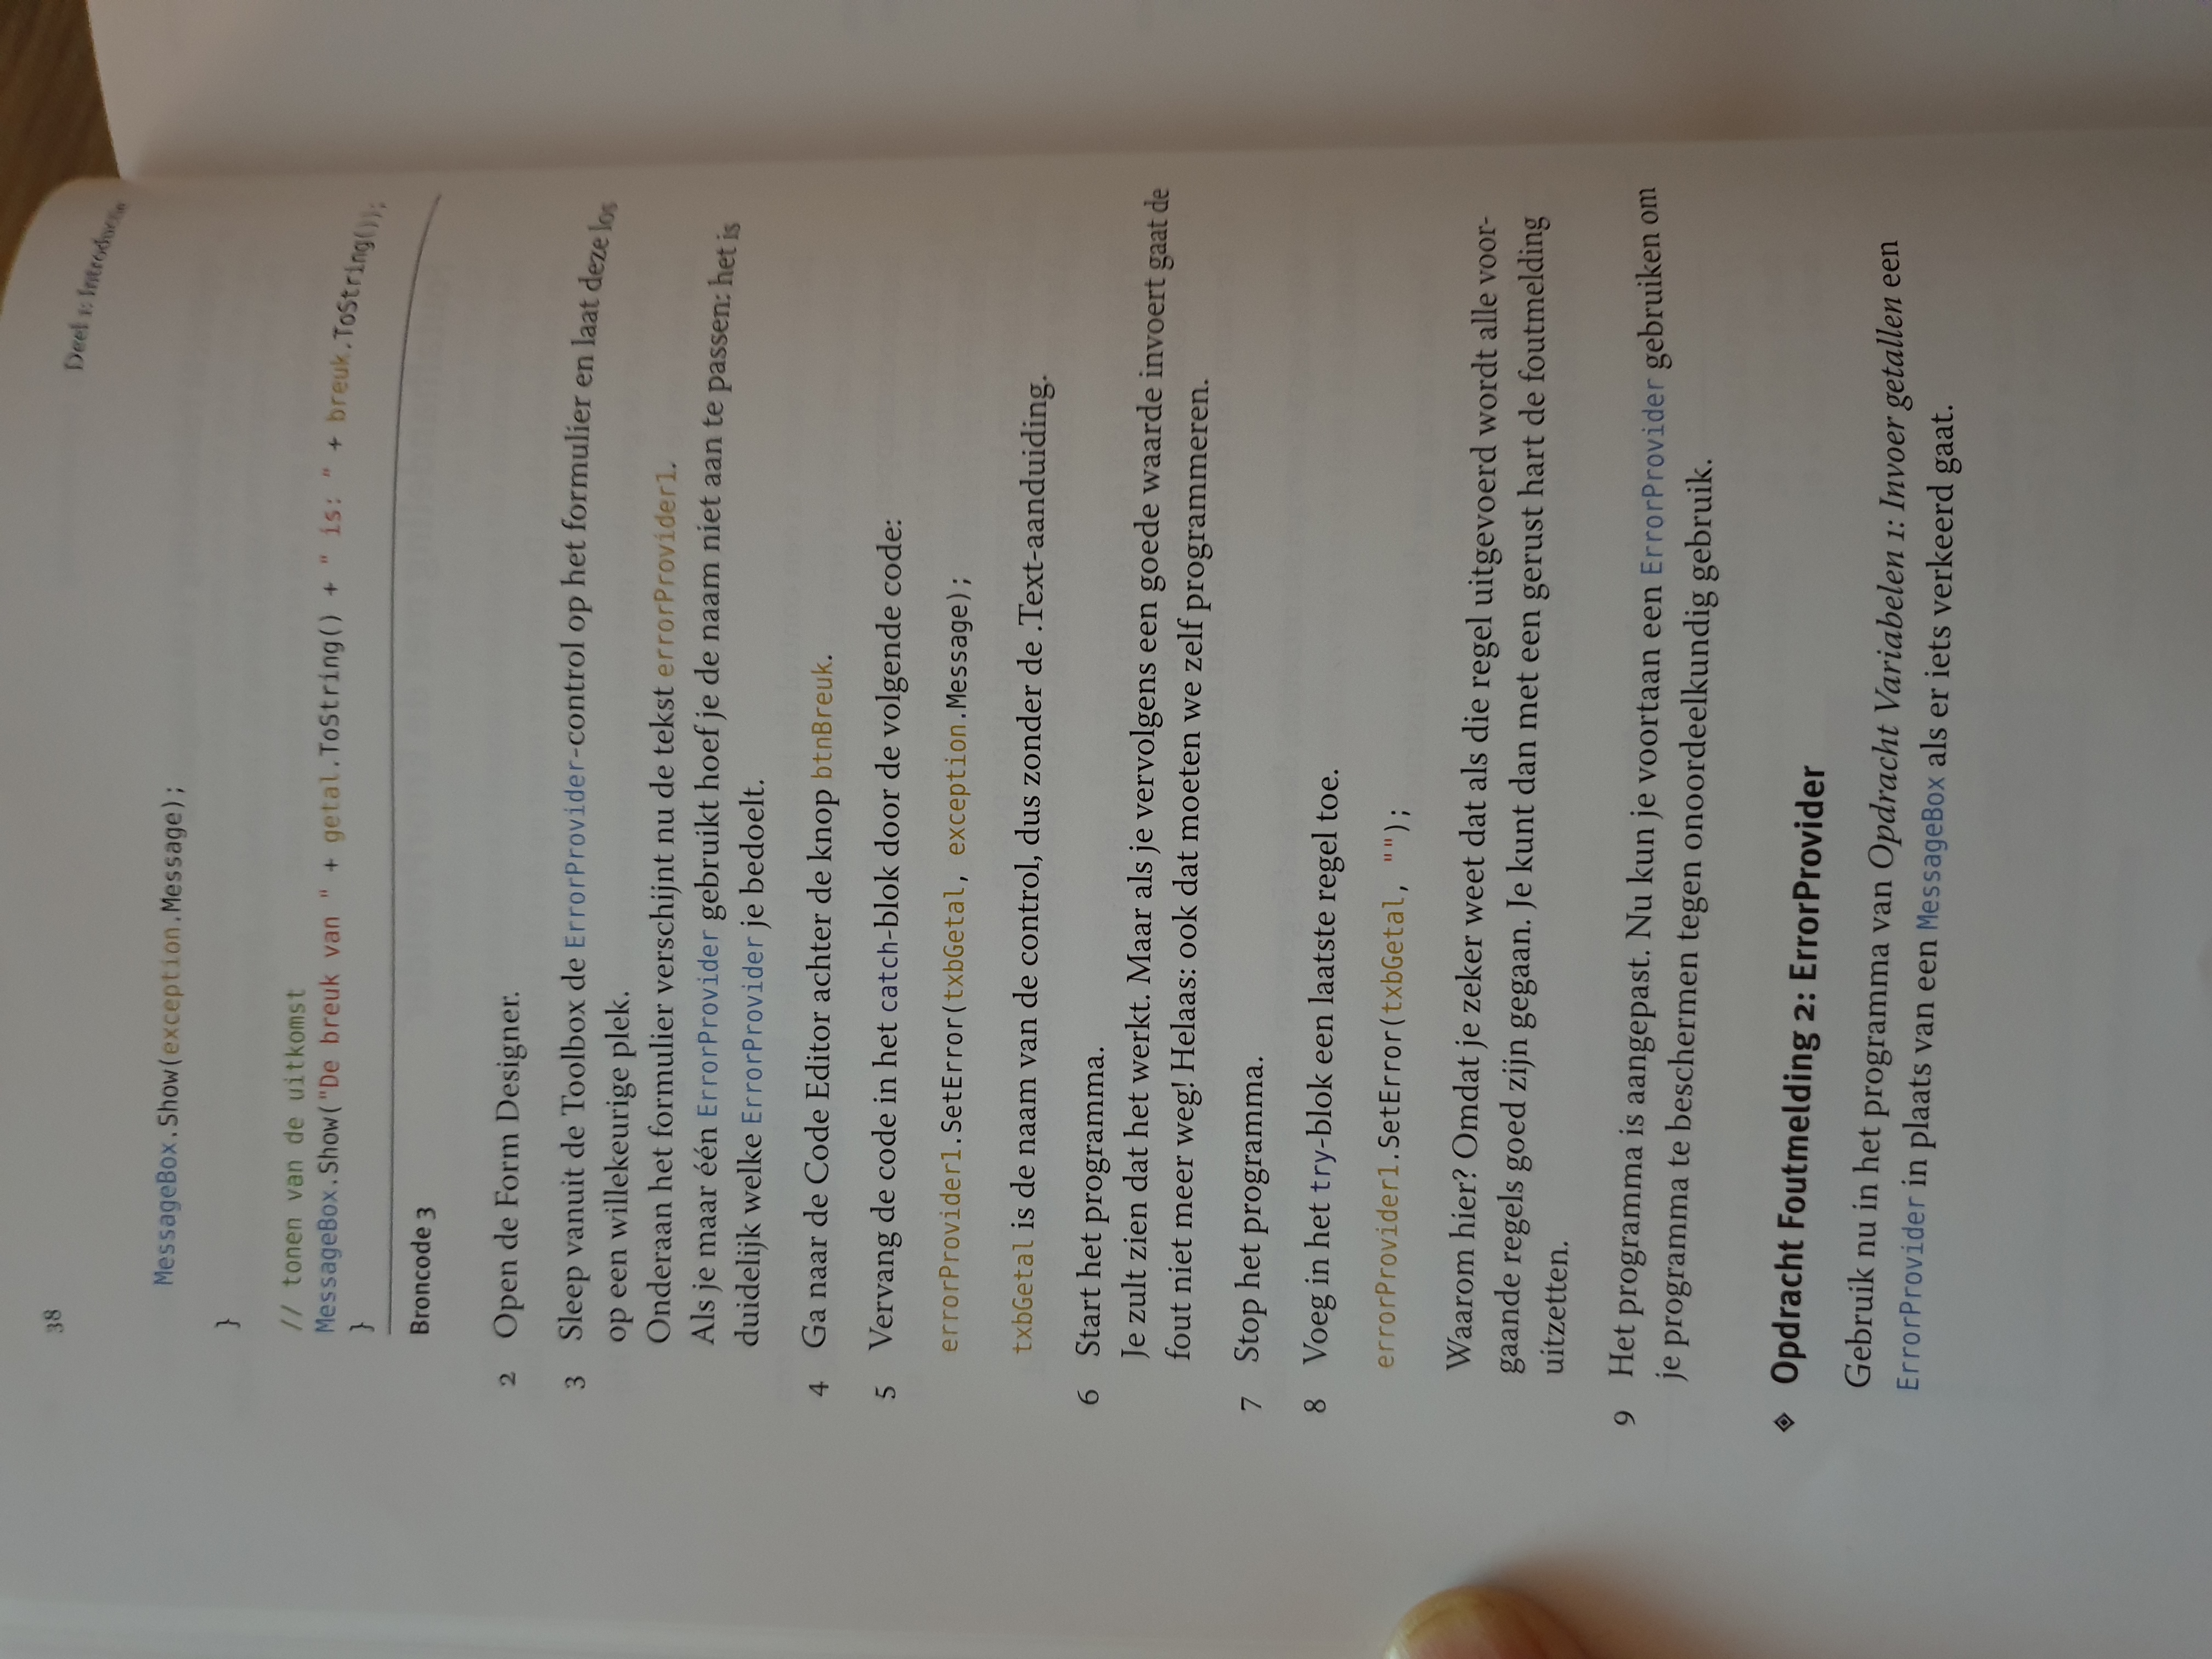 38
Deel 1: Introductie
MessageBox.Show(exception.Message);
}
// tonen van de uitkomst
MessageBox.Show("De breuk van " + getal.ToString() + " is: " + breuk.ToString());
}
Broncode 3
2 Open de Form Designer.
3 Sleep vanuit de Toolbox de ErrorProvider-control op het formulier en laat deze los
op een willekeurige plek.
Onderaan het formulier verschijnt nu de tekst errorProvider1.
Als je maar één ErrorProvider gebruikt hoef je de naam niet aan te passen: het is
duidelijk welke ErrorProvider je bedoelt.
4 Ga naar de Code Editor achter de knop btnBreuk.
5 Vervang de code in het catch-blok door de volgende code:
errorProvider1.SetError(txbGetal, exception.Message);
txbGetal is de naam van de control, dus zonder de .Text-aanduiding.
6 Start het programma.
Je zult zien dat het werkt. Maar als je vervolgens een goede waarde invoert gaat de
fout niet meer weg! Helaas: ook dat moeten we zelf programmeren.
7 Stop het programma.
8 Voeg in het try-blok een laatste regel toe.
errorProvider1.SetError(txbGetal, "");
Waarom hier? Omdat je zeker weet dat als die regel uitgevoerd wordt alle voor-
gaande regels goed zijn gegaan. Je kunt dan met een gerust hart de foutmelding
uitzetten.
9 Het programma is aangepast. Nu kun je voortaan een ErrorProvider gebruiken om
je programma te beschermen tegen onoordeelkundig gebruik.
Opdracht Foutmelding 2: ErrorProvider
Gebruik nu in het programma van Opdracht Variabelen 1: Invoer getallen een
ErrorProvider in plaats van een MessageBox als er iets verkeerd gaat.